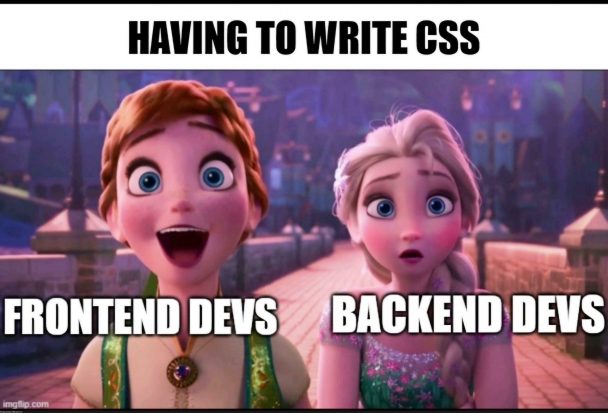 HAVING TO WRITE CSS
FRONTEND DEVS
BACKEND DEVS
imgflip.com